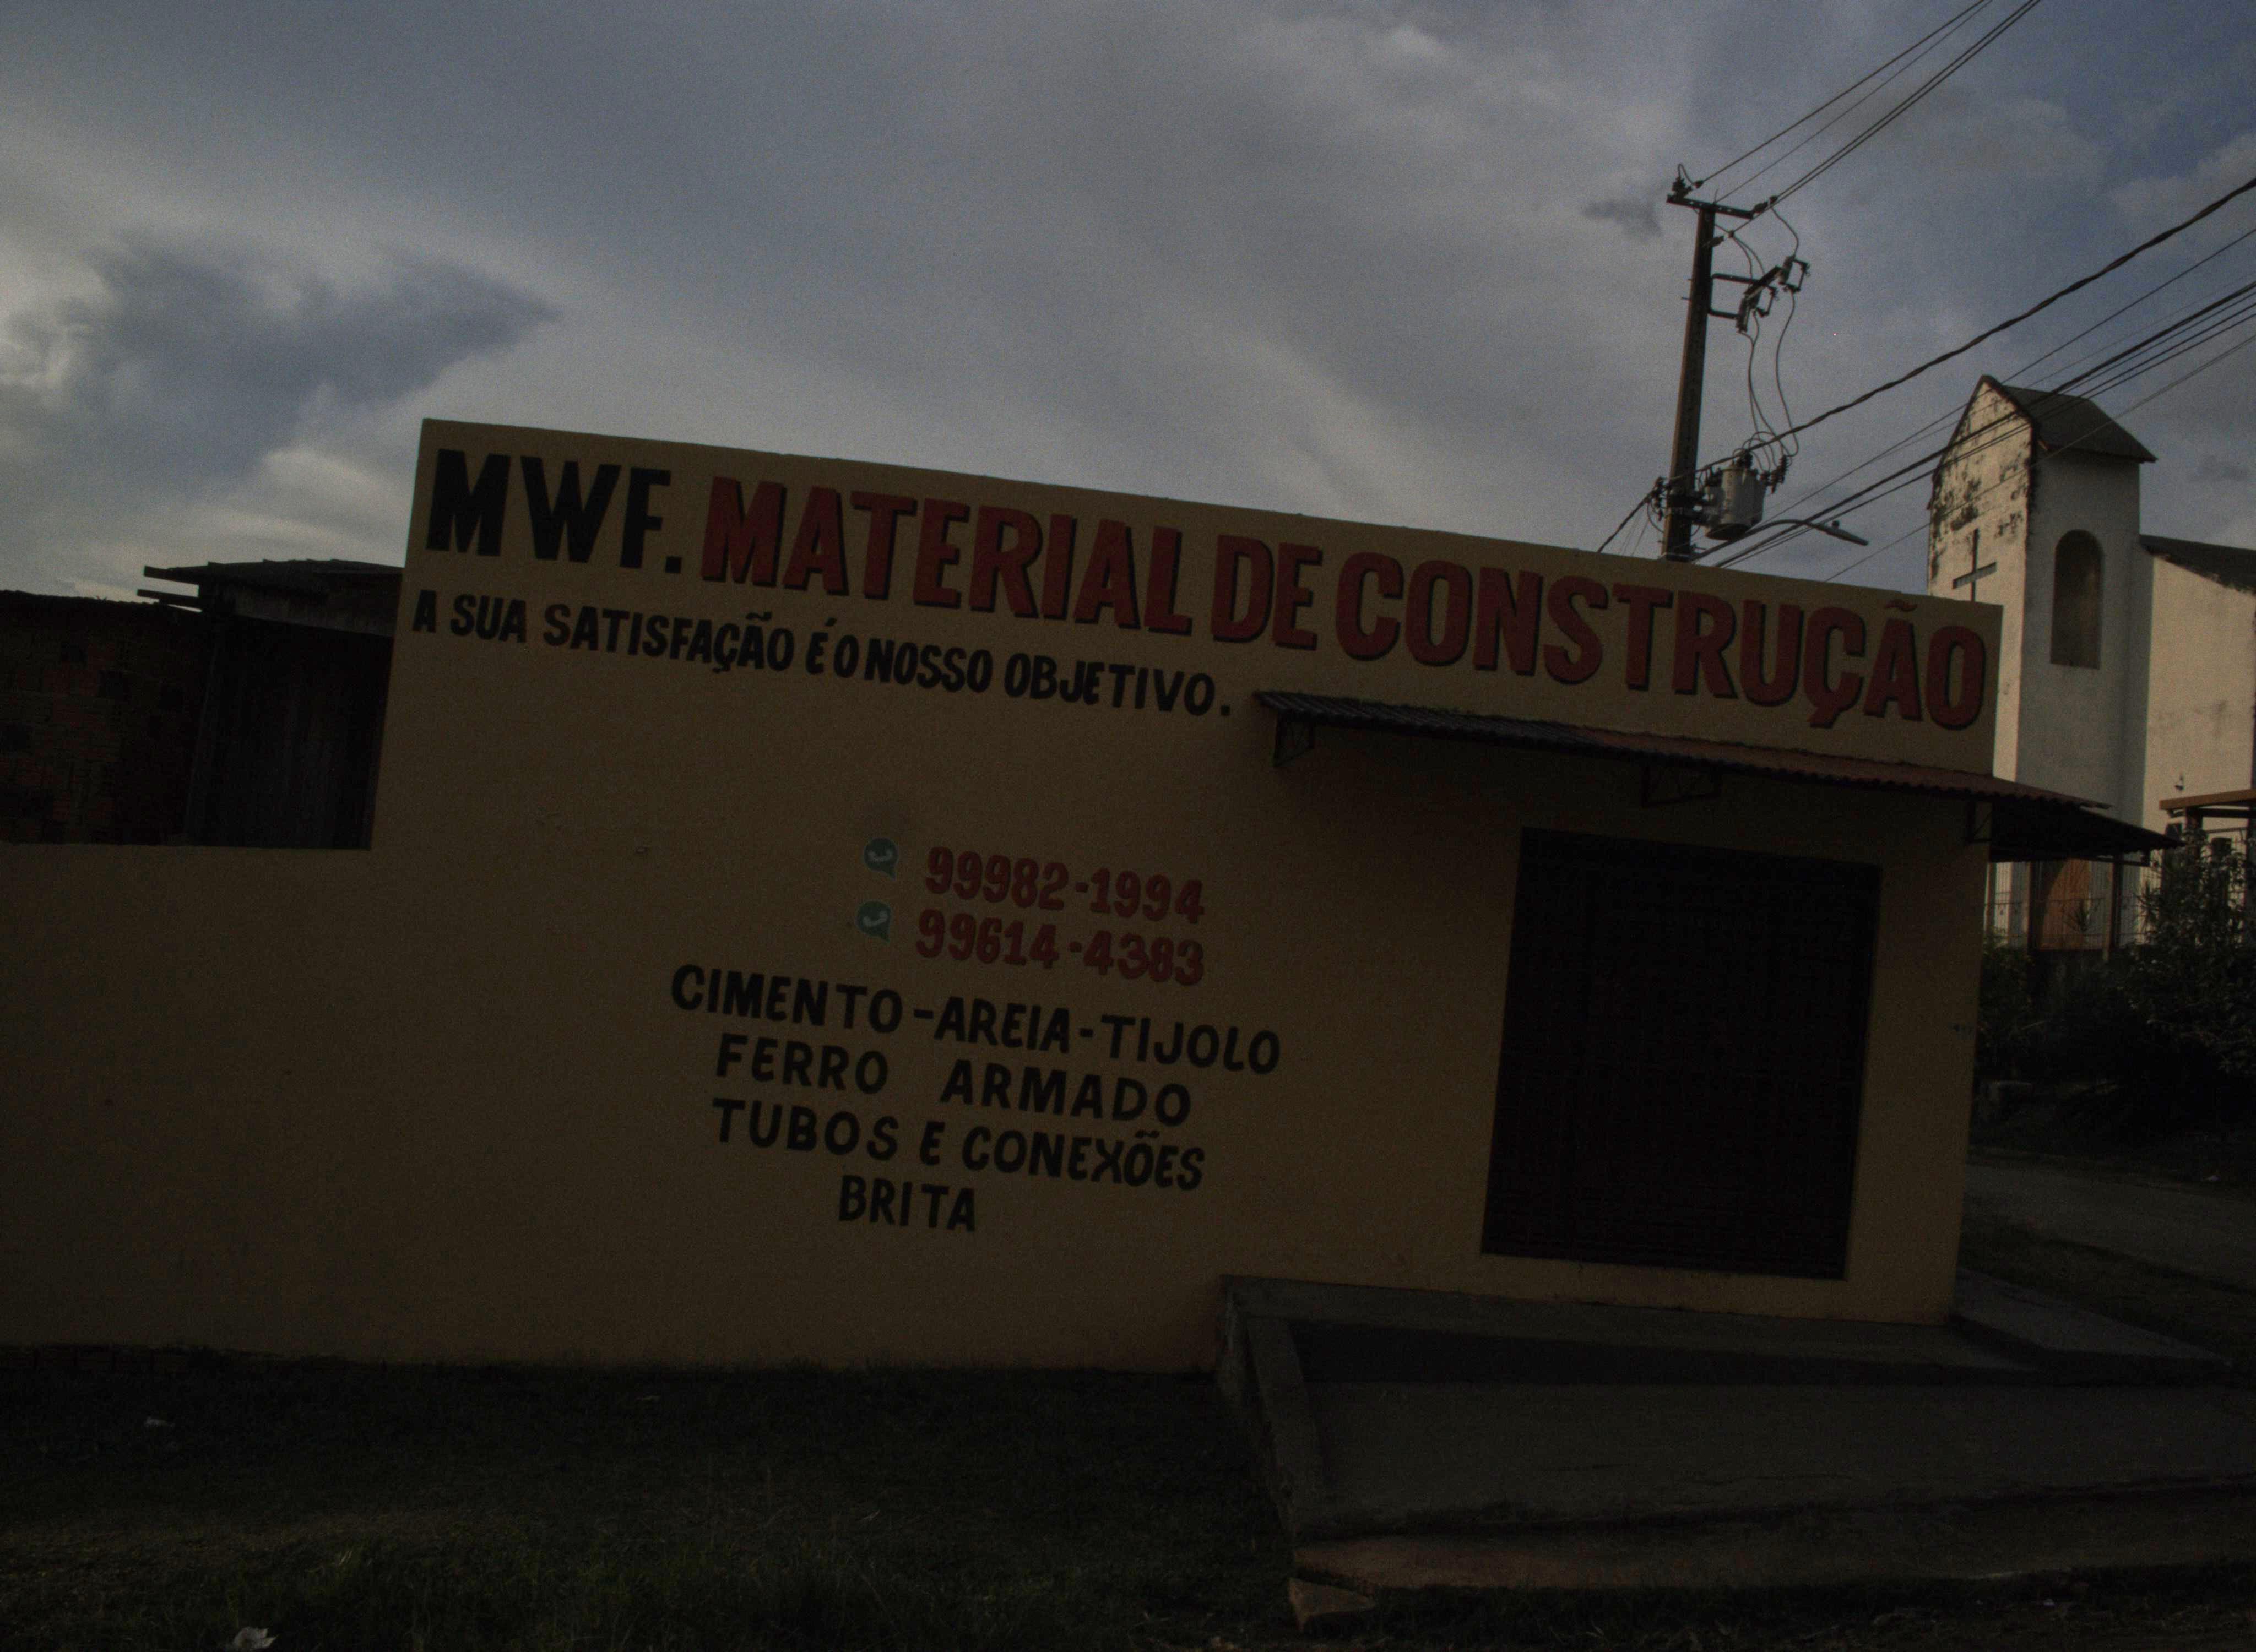 MWF. MATERIAL DE CONSTRUÇÃO
A SUA SATISFAÇÃO É O NOSSO OBJETIVO.
99982-1994
99614-4383
CIMENTO - AREIA - TIJOLO
FERRO ARMADO
TUBOS E CONEXÕES
BRITA